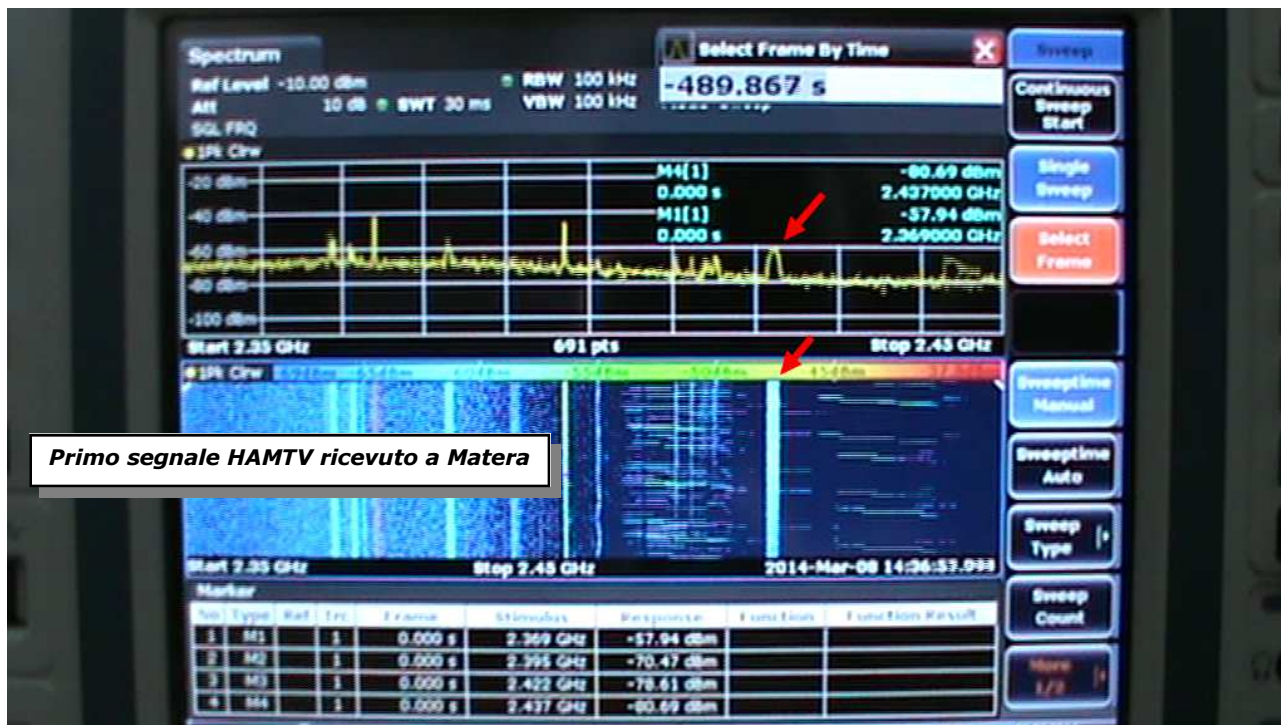 Spectrum
Select Frame By Time
-489.867 s
Ref Level -10.00 dBm
RBW 100 kHz
Att 10 dB SWT 30 ms VBW 100 kHz
SGL FRQ
1Pk Clrw
-20 dBm
M4[1] -80.69 dBm
0.000 s 2.437000 GHz
-40 dBm
M1[1] -57.94 dBm
0.000 s 2.369000 GHz
-60 dBm
-80 dBm
-100 dBm
Start 2.35 GHz 691 pts Stop 2.45 GHz
1Pk Clrw
Primo segnale HAMTV ricevuto a Matera
Start 2.35 GHz Stop 2.45 GHz 2014-Mar-08
Marker
No Type Ref Trc Frame Stimulus Response Function Function Result
1 M1 1 0.000 s 2.369 GHz -57.94 dBm
2 M2 1 0.000 s 2.395 GHz -70.47 dBm
3 M3 1 0.000 s 2.422 GHz -78.61 dBm
4 M4 1 0.000 s 2.437 GHz -80.69 dBm
Sweep
Continuous
Sweep
Start
Single
Sweep
Select
Frame
Sweeptime
Manual
Sweeptime
Auto
Sweep
Type
Sweep
Count
More
1/2